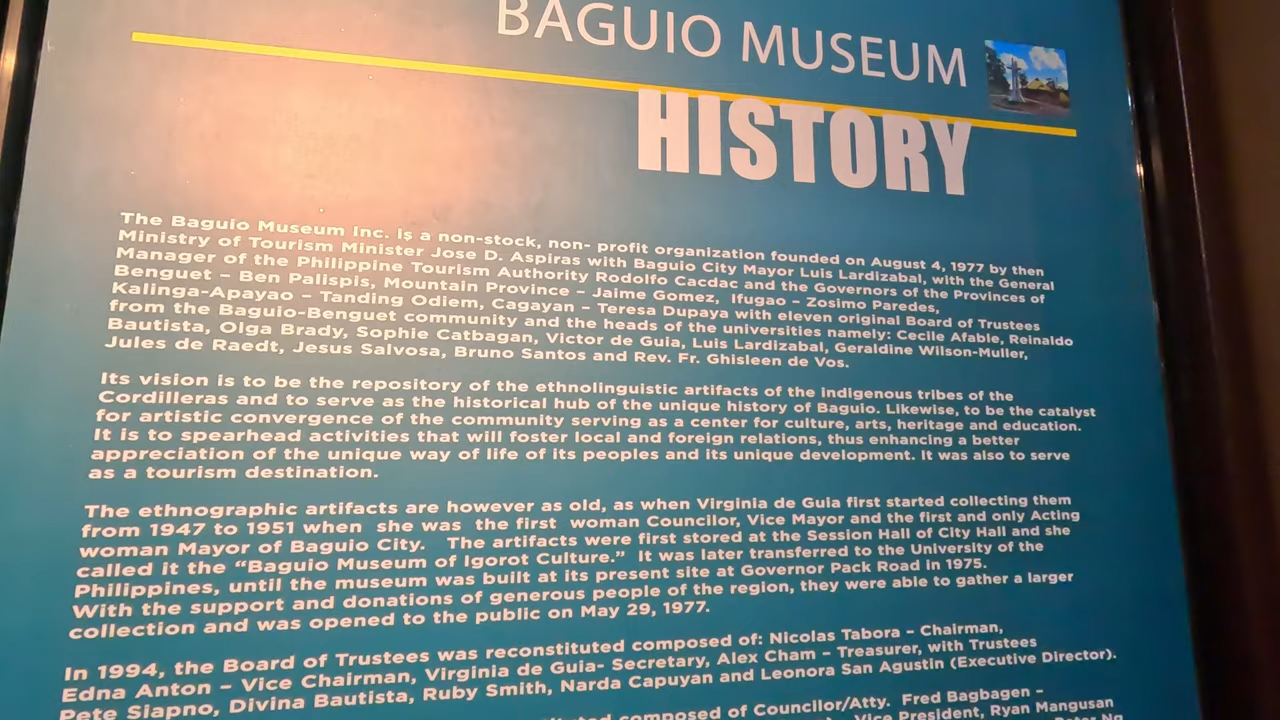 BAGUIO MUSEUM
HISTORY
The Baguio Museum Inc. is a non-stock, non- profit organization founded on August 4, 1977 by then
Ministry of Tourism Minister Jose D. Aspiras with Baguio City Mayor Luis Lardizabal, with the General
Manager of the Philippine Tourism Authority Rodolfo Cacdac and the Governors of the Provinces of
Benguet – Ben Palispis, Mountain Province – Jaime Gomez, Ifugao – Zosimo Paredes,
Kalinga-Apayao – Tanding Odiem, Cagayan – Teresa Dupaya with eleven original Board of Trustees
from the Baguio-Benguet community and the heads of the universities namely: Cecile Afable, Reinaldo
Bautista, Olga Brady, Sophie Catbagan, Victor de Guia, Luis Lardizabal, Geraldine Wilson-Muller,
Jules de Raedt, Jesus Salvosa, Bruno Santos and Rev. Fr. Ghisleen de Vos.
Its vision is to be the repository of the ethnolinguistic artifacts of the indigenous tribes of the
Cordilleras and to serve as the historical hub of the unique history of Baguio. Likewise, to be the catalyst
for artistic convergence of the community serving as a center for culture, arts, heritage and education.
It is to spearhead activities that will foster local and foreign relations, thus enhancing a better
appreciation of the unique way of life of its peoples and its unique development. It was also to serve
as a tourism destination.
The ethnographic artifacts are however as old, as when Virginia de Guia first started collecting them
from 1947 to 1951 when she was the first woman Councilor, Vice Mayor and the first and only Acting
woman Mayor of Baguio City. The artifacts were first stored at the Session Hall of City Hall and she
called it the “Baguio Museum of Igorot Culture.” It was later transferred to the University of the
Philippines, until the museum was built at its present site at Governor Pack Road in 1975.
With the support and donations of generous people of the region, they were able to gather a larger
collection and was opened to the public on May 29, 1977.
In 1994, the Board of Trustees was reconstituted composed of: Nicolas Tabora – Chairman,
Edna Anton – Vice Chairman, Virginia de Guia- Secretary, Alex Cham – Treasurer, with Trustees
Pete Siapno, Divina Bautista, Ruby Smith, Narda Capuyan and Leonora San Agustin (Executive Director).
composed of Councilor/Atty. Fred Bagbagen –
Vice President, Ryan Mangusan